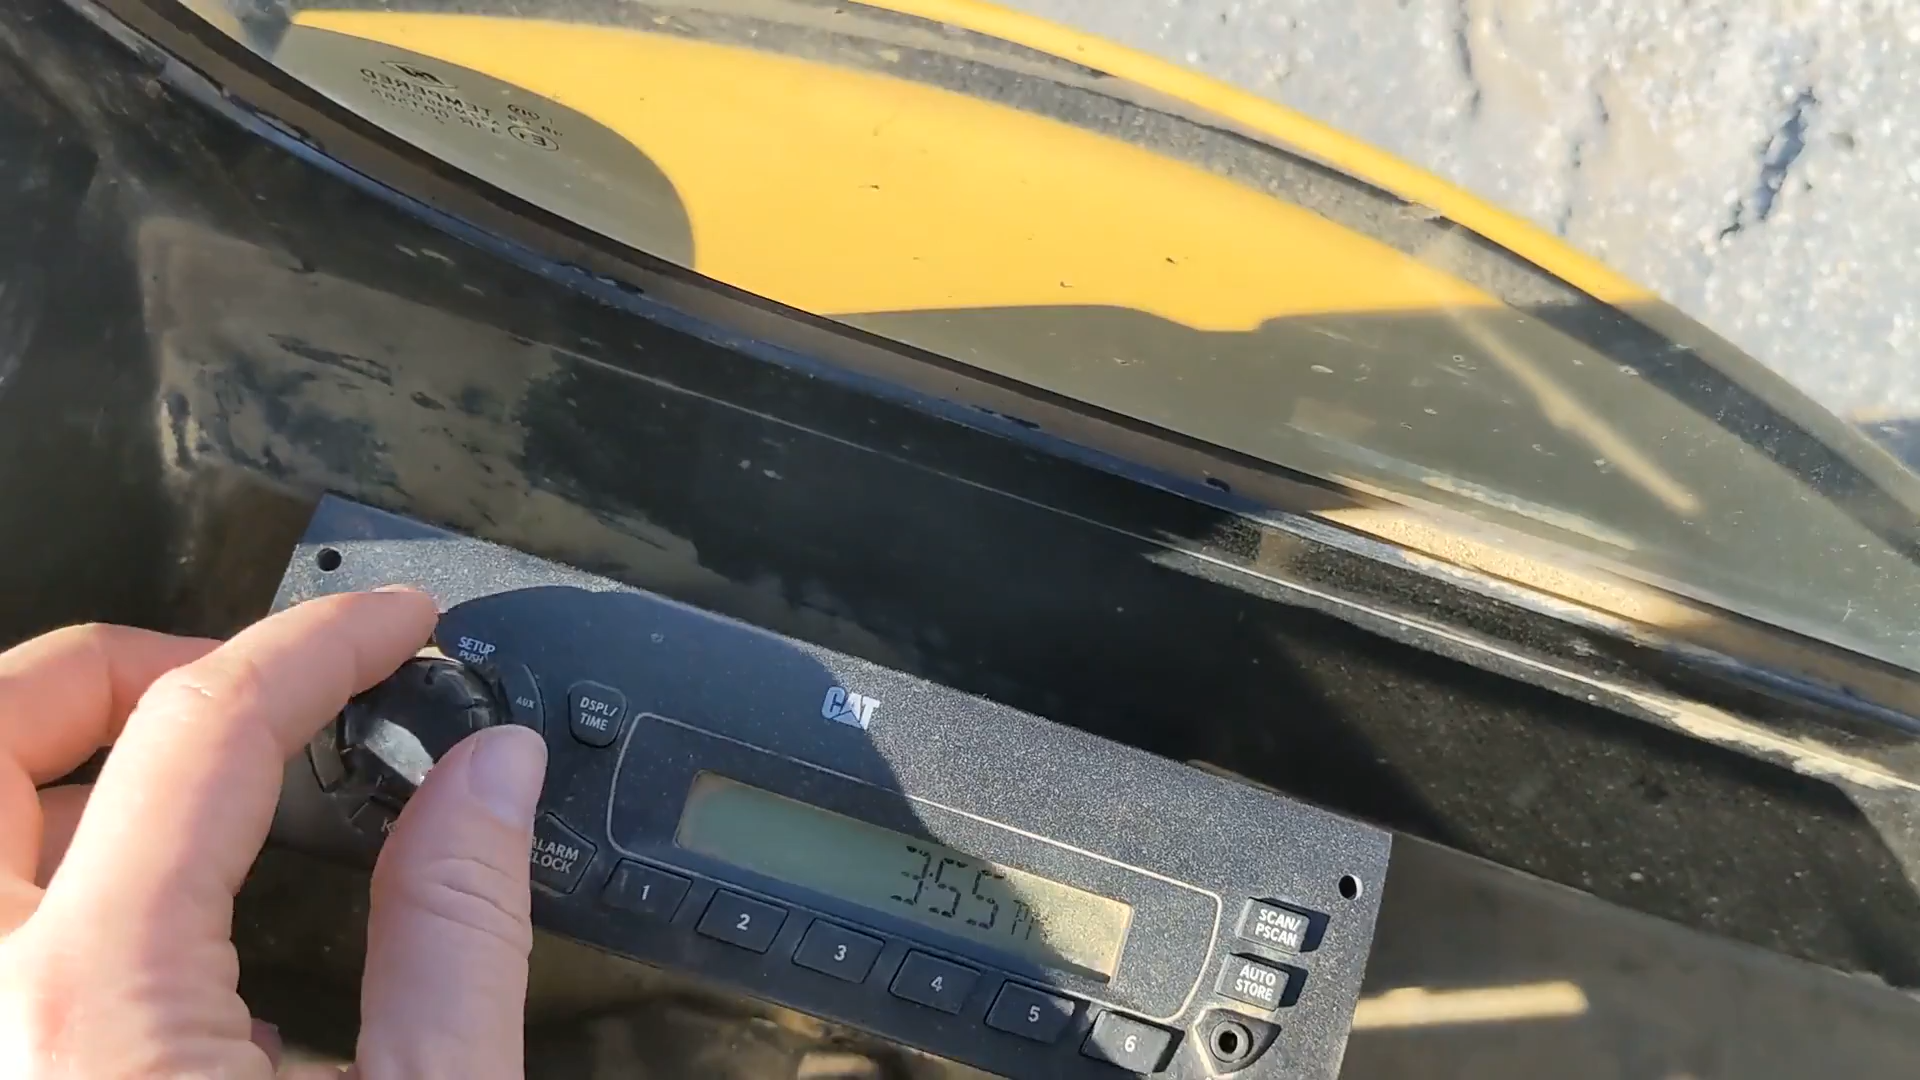 TEMPERED
SETUP
PUSH
AUX
DSPL/
TIME
CAT
ALARM
CLOCK
3:55 P
1
2
3
4
5
6
SCAN/
PSCAN
AUTO
STORE